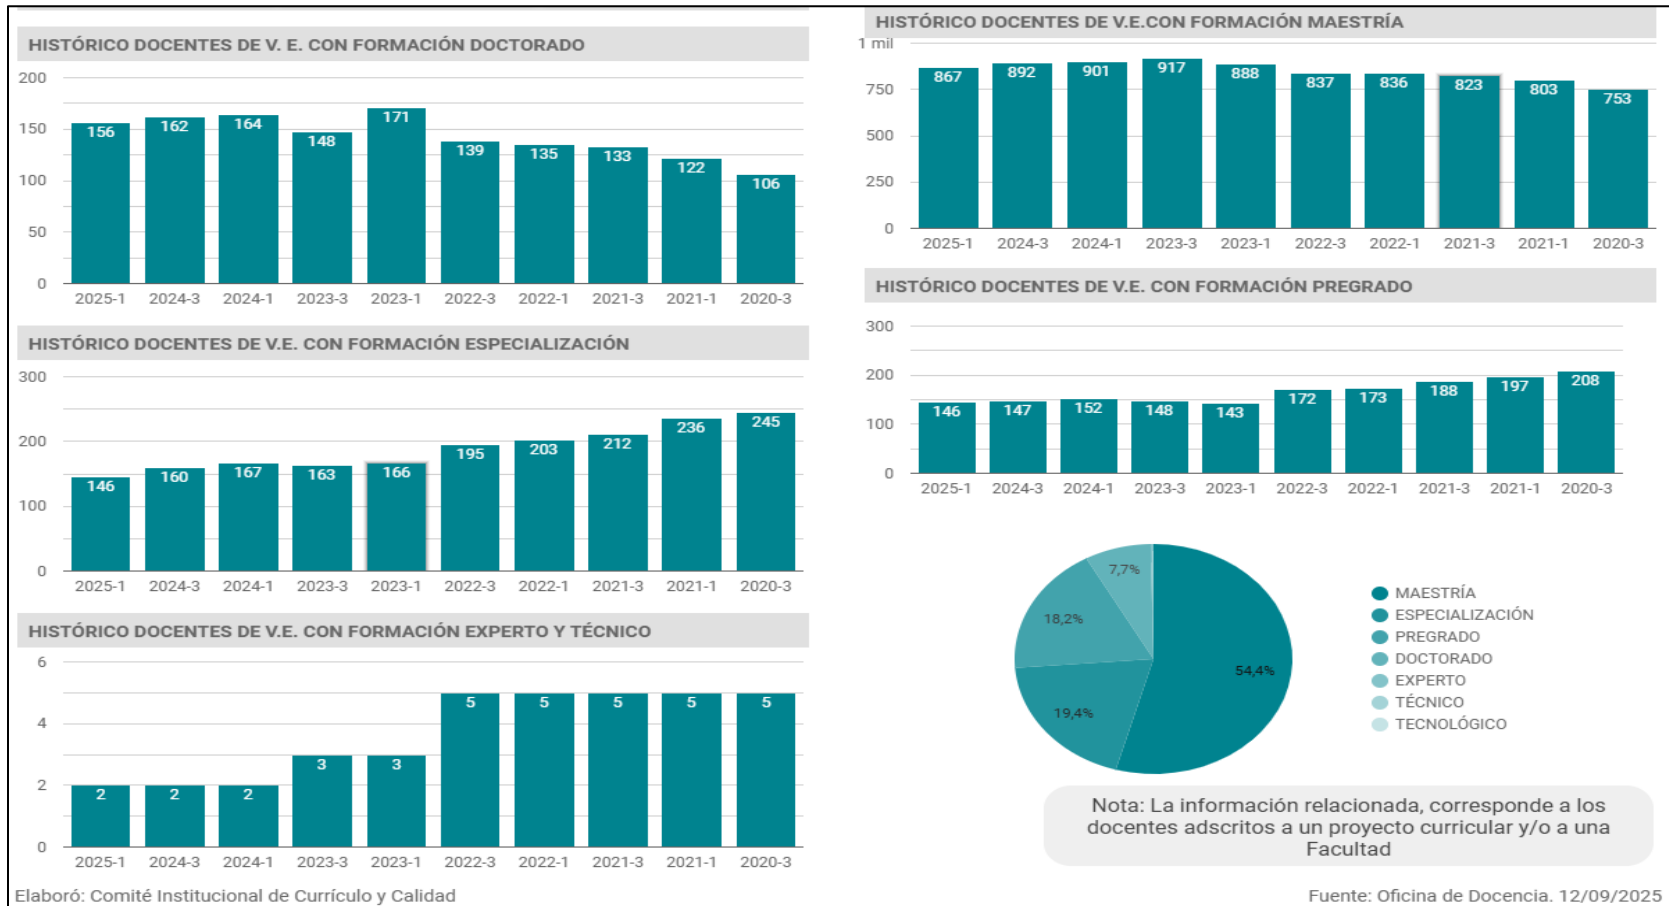 HISTÓRICO DOCENTES DE V. E. CON FORMACIÓN DOCTORADO
200
150
100
50
0
156 162 164 148 171 139 135 133 122 106
2025-1 2024-3 2024-1 2023-3 2023-1 2022-3 2022-1 2021-3 2021-1 2020-3
HISTÓRICO DOCENTES DE V.E. CON FORMACIÓN ESPECIALIZACIÓN
300
200
100
0
146 160 167 163 166 195 203 212 236 245
2025-1 2024-3 2024-1 2023-3 2023-1 2022-3 2022-1 2021-3 2021-1 2020-3
HISTÓRICO DOCENTES DE V.E. CON FORMACIÓN EXPERTO Y TÉCNICO
6
4
2
0
2 2 2 3 3 5 5 5 5 5
2025-1 2024-3 2024-1 2023-3 2023-1 2022-3 2022-1 2021-3 2021-1 2020-3
Elaboró: Comité Institucional de Currículo y Calidad
HISTÓRICO DOCENTES DE V.E.CON FORMACIÓN MAESTRÍA
1 mil
750
500
250
0
867 892 901 917 888 837 836 823 803 753
2025-1 2024-3 2024-1 2023-3 2023-1 2022-3 2022-1 2021-3 2021-1 2020-3
HISTÓRICO DOCENTES DE V.E. CON FORMACIÓN PREGRADO
300
200
100
0
146 147 152 148 143 172 173 188 197 208
2025-1 2024-3 2024-1 2023-3 2023-1 2022-3 2022-1 2021-3 2021-1 2020-3
7,7%
18,2%
54,4%
19,4%
MAESTRÍA
ESPECIALIZACIÓN
PREGRADO
DOCTORADO
EXPERTO
TÉCNICO
TECNOLÓGICO
Nota: La información relacionada, corresponde a los
docentes adscritos a un proyecto curricular y/o a una
Facultad
Fuente: Oficina de Docencia. 12/09/2025